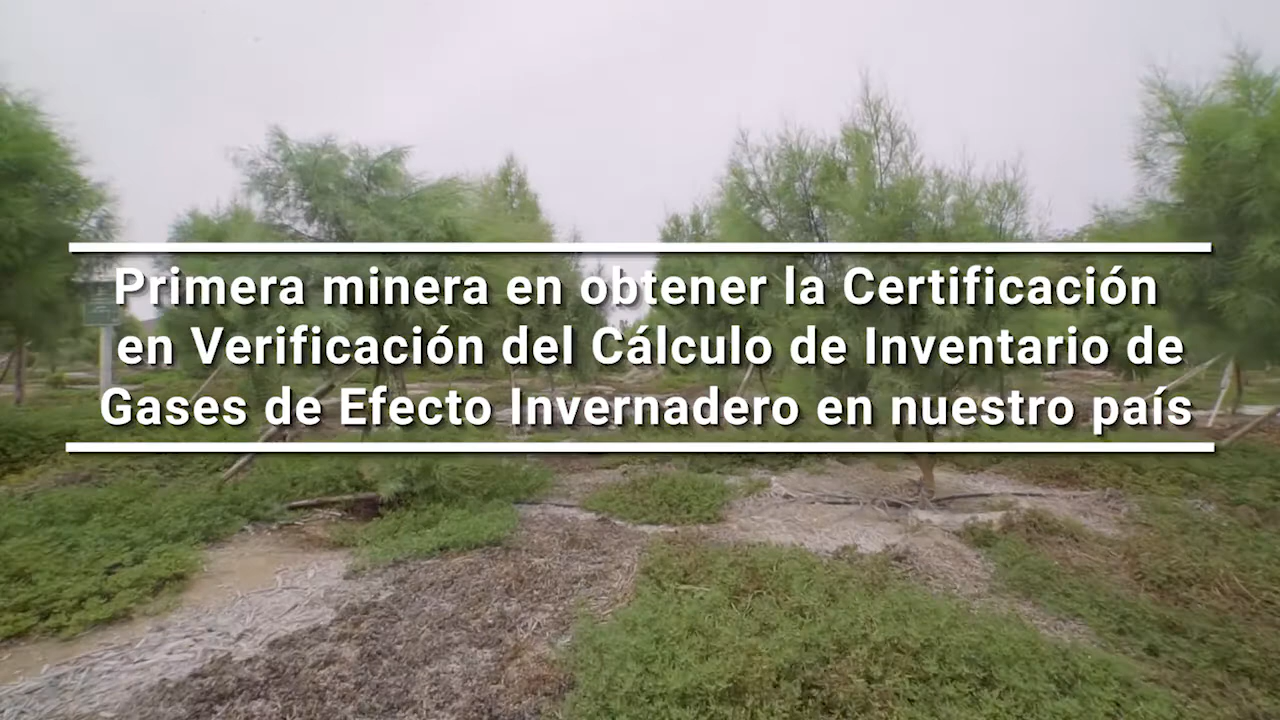 Primera minera en obtener la Certificación
en Verificación del Cálculo de Inventario de
Gases de Efecto Invernadero en nuestro país